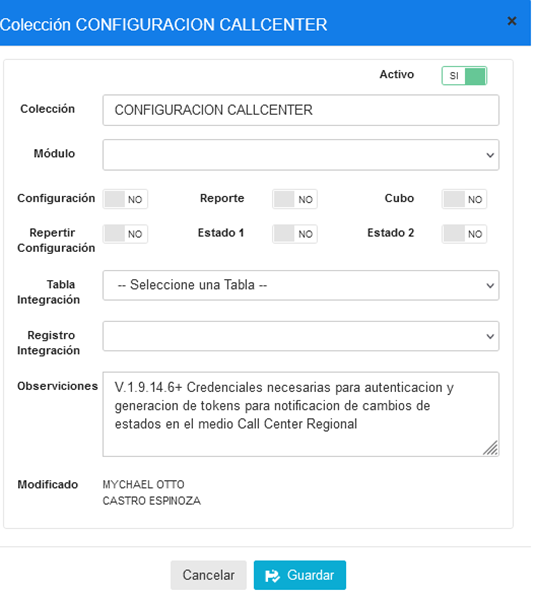 Colección CONFIGURACION CALLCENTER ×
Activo SI
Colección CONFIGURACION CALLCENTER
Módulo
Configuración NO Reporte NO Cubo NO
Repertir
Configuración NO Estado 1 NO Estado 2 NO
Tabla
Integración -- Seleccione una Tabla --
Registro
Integración
Observiciones V.1.9.14.6+ Credenciales necesarias para autenticacion y
generacion de tokens para notificacion de cambios de
estados en el medio Call Center Regional
Modificado MYCHAEL OTTO
CASTRO ESPINOZA
Cancelar Guardar